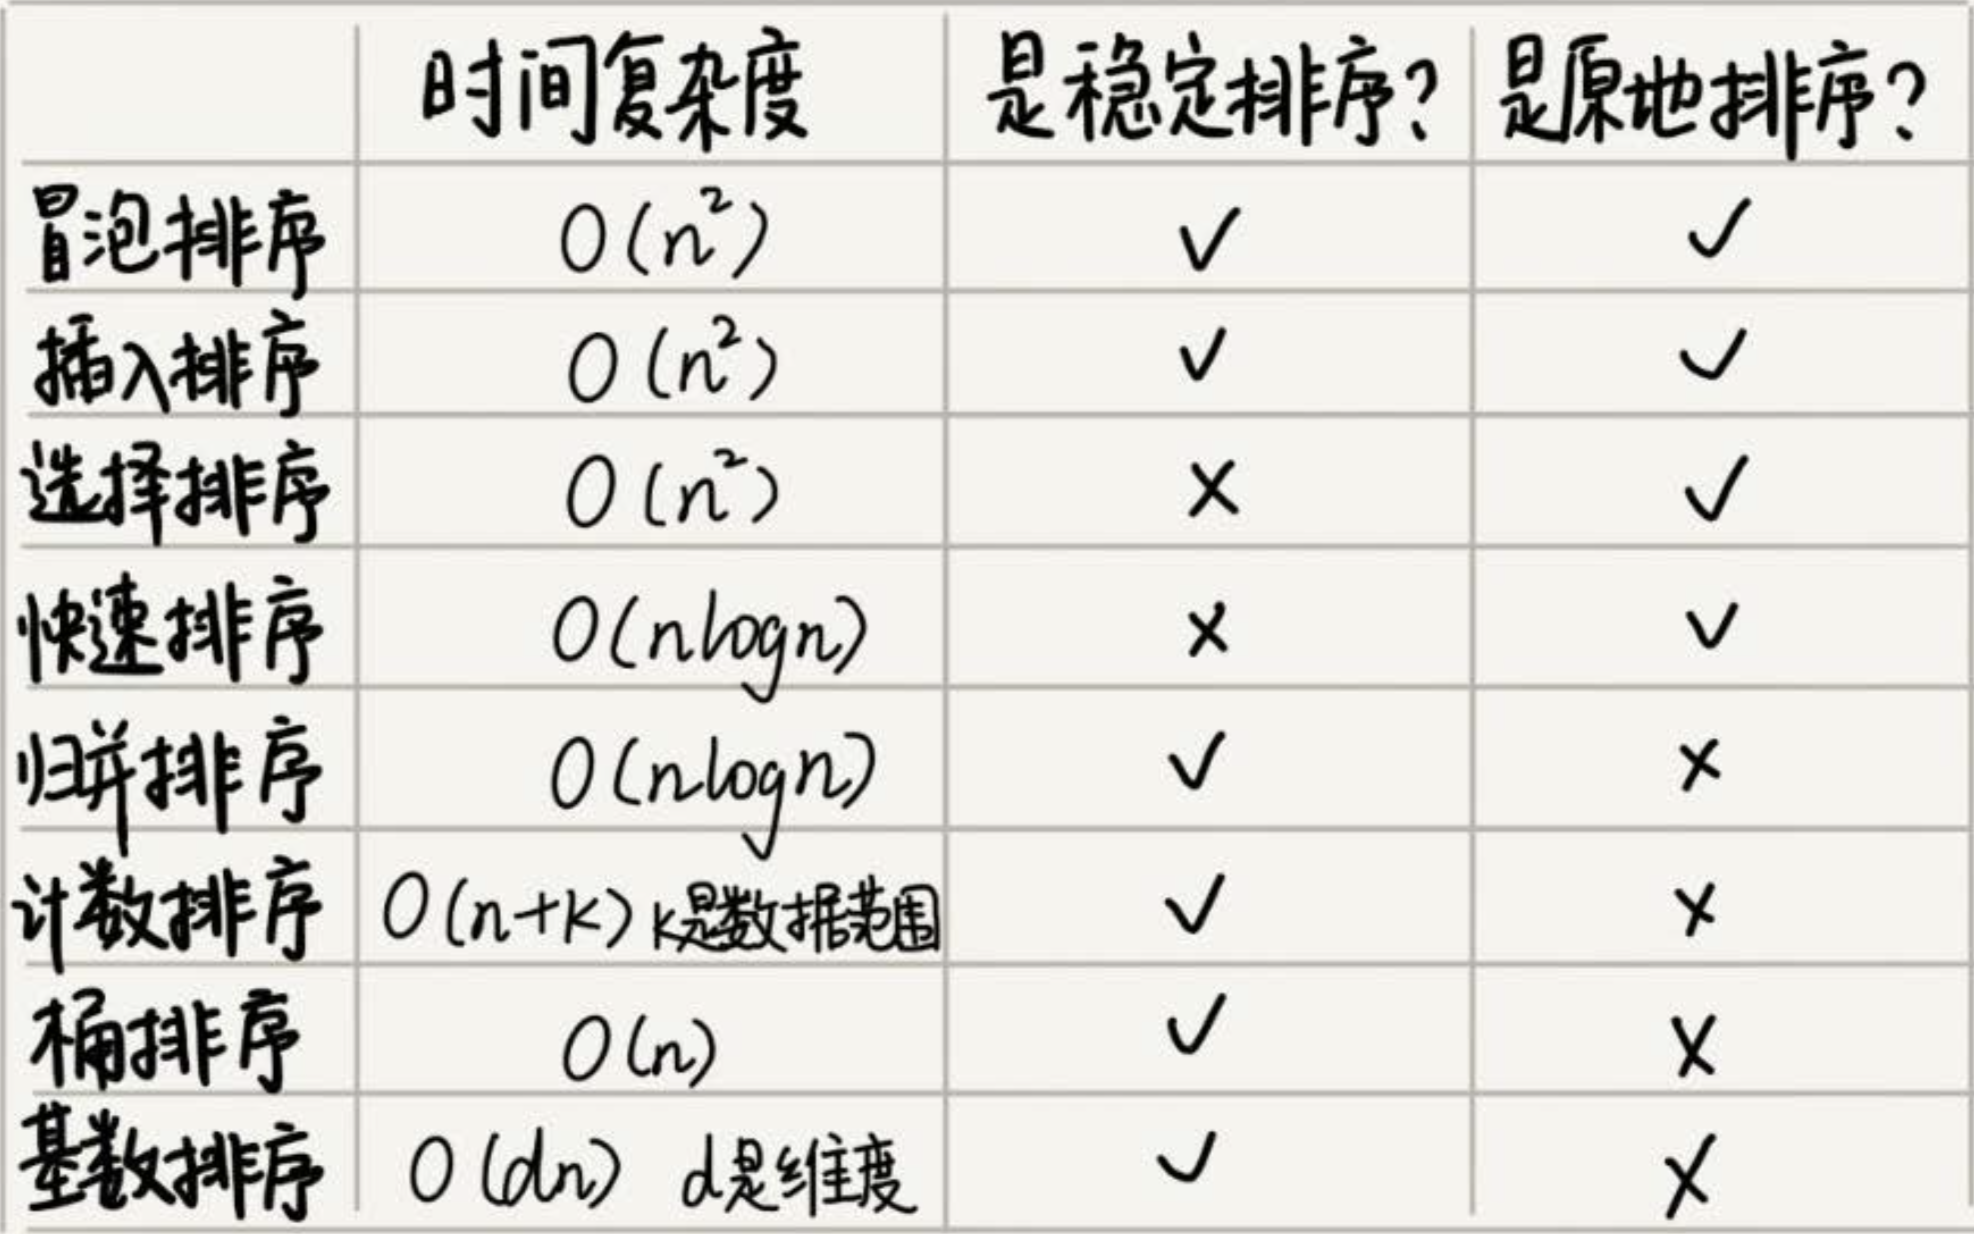 时间复杂度 是稳定排序? 是原地排序?
冒泡排序 O(n²) ✓ ✓
插入排序 O(n²) ✓ ✓
选择排序 O(n²) × ✓
快速排序 O(nlogn) × ✓
归并排序 O(nlogn) ✓ ×
计数排序 O(n+k) k是数据范围 ✓ ×
桶排序 O(n) ✓ ×
基数排序 O(dn) d是维度 ✓ ×